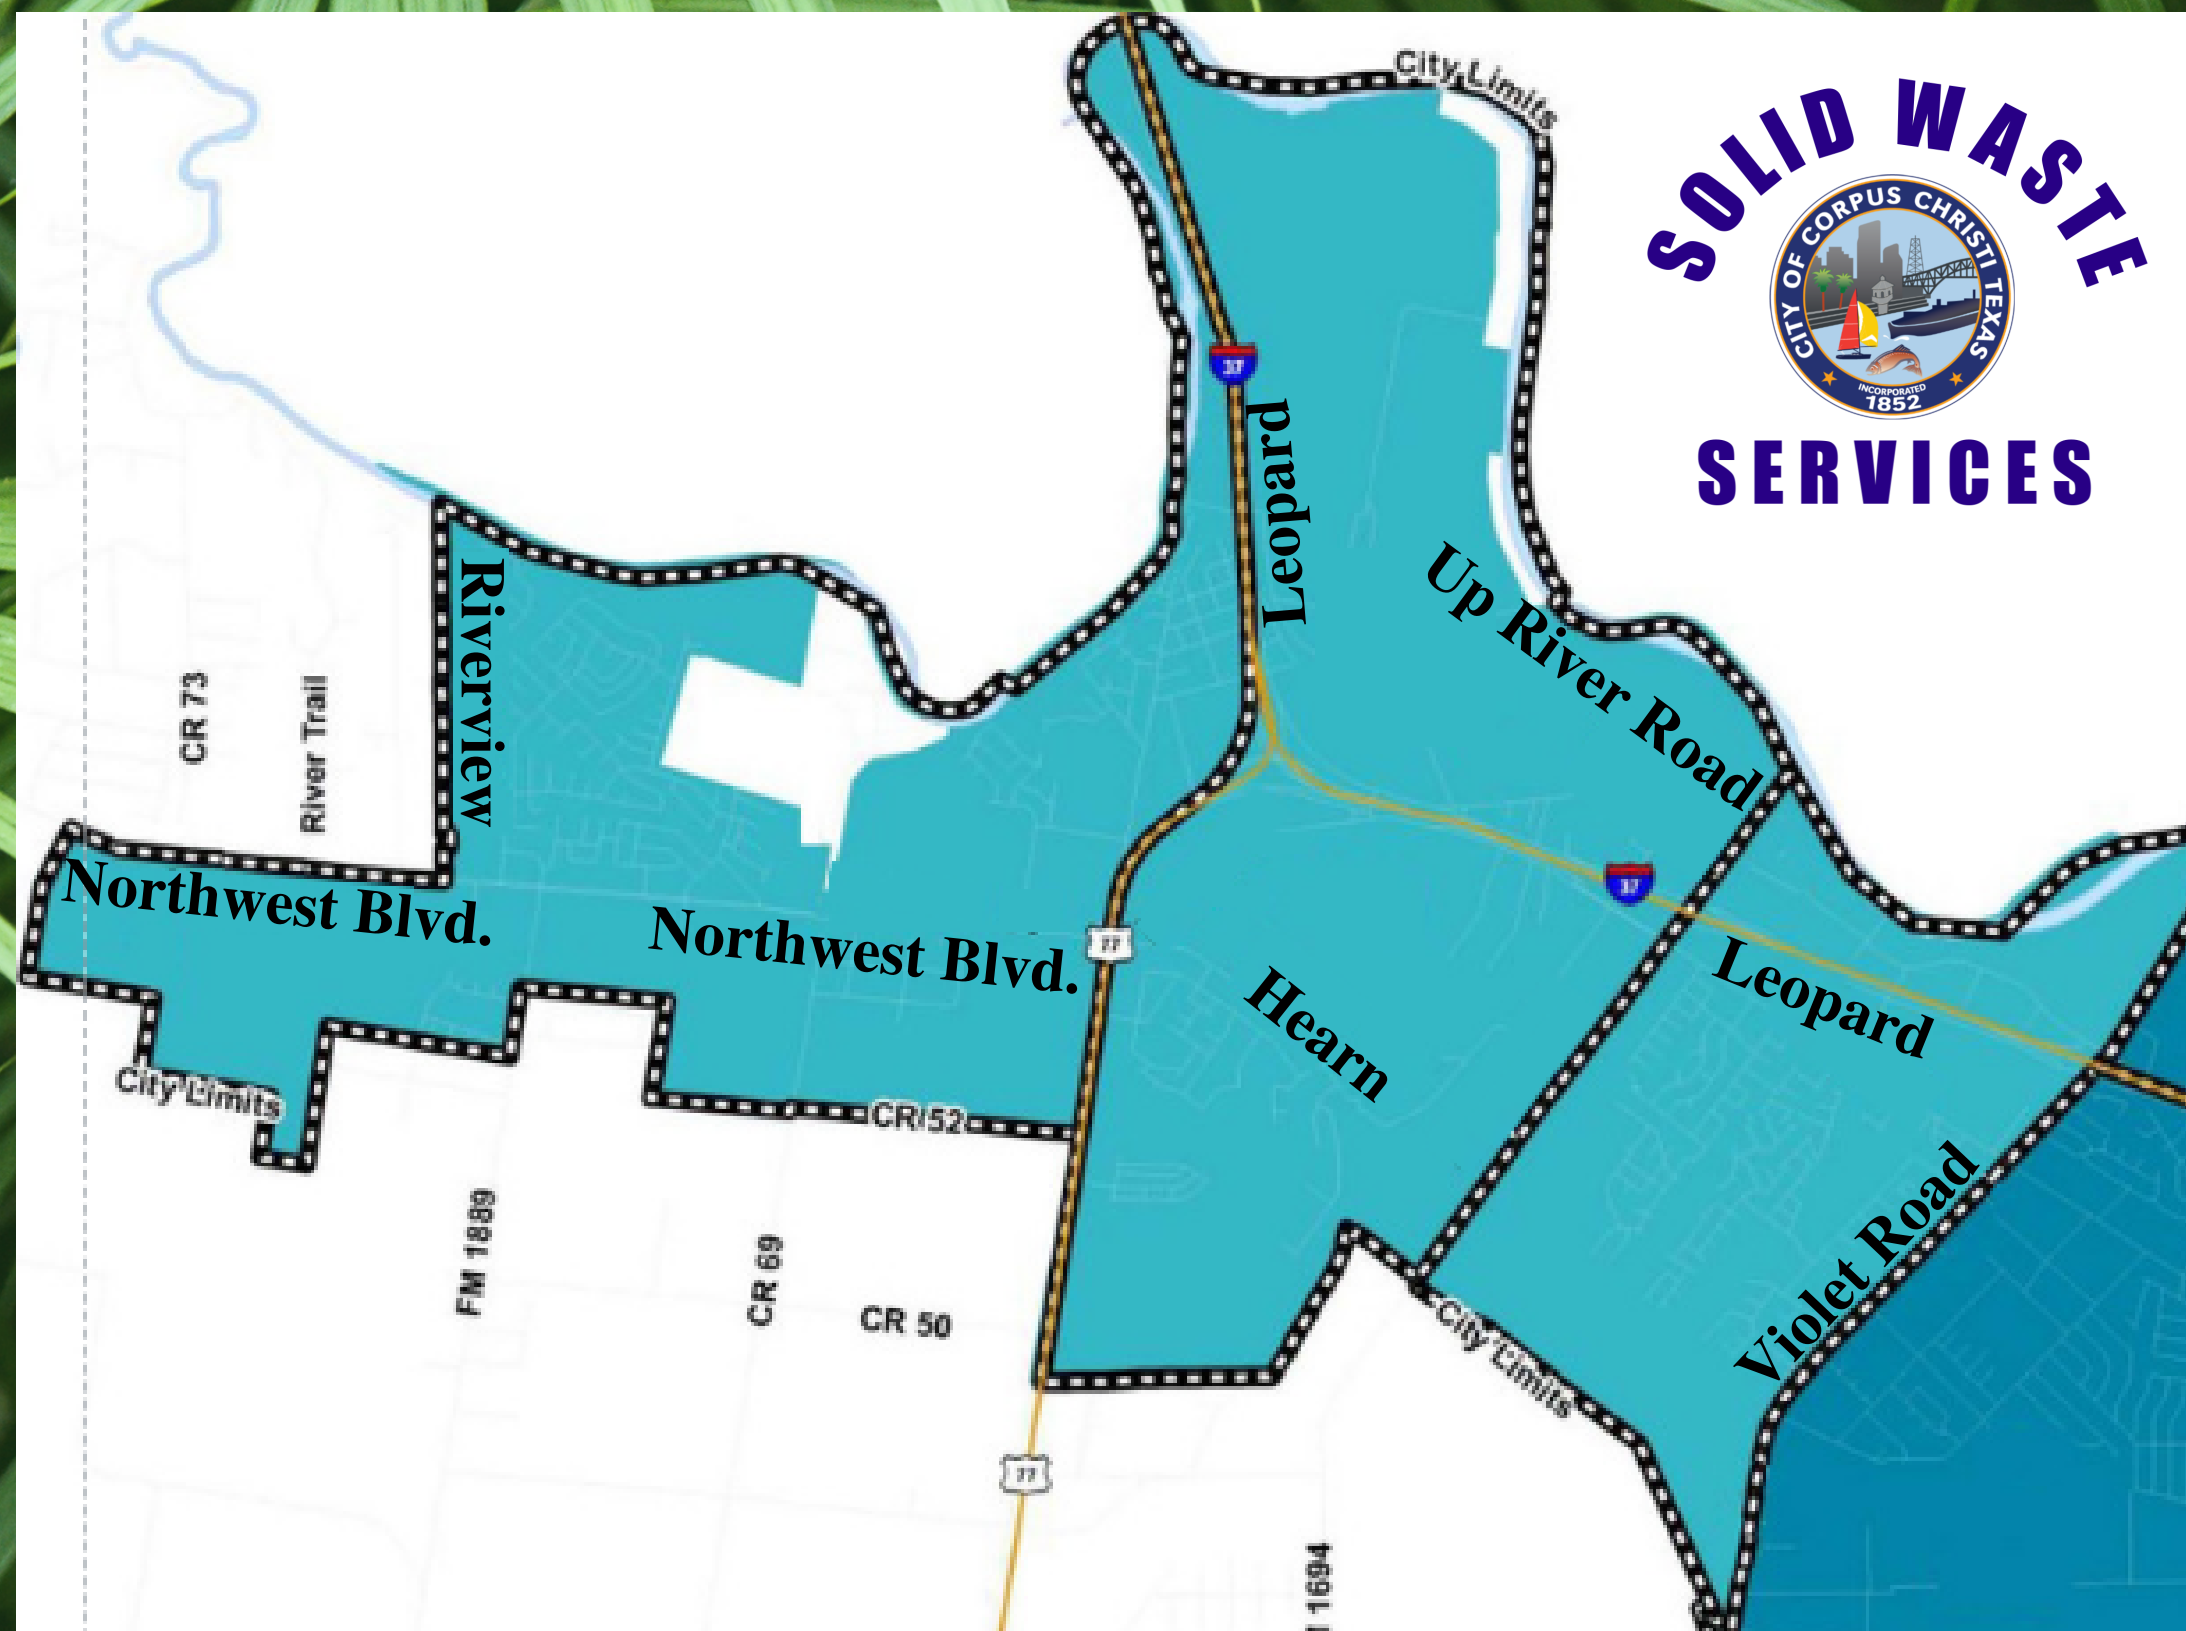 City Limits
SOLID WASTE
CITY OF CORPUS CHRISTI TEXAS
INCORPORATED
1852
SERVICES
37
Leopard
Up River Road
Riverview
CR 73
River Trail
37
Northwest Blvd.
Northwest Blvd.
77
Leopard
Hearn
City Limits
CR 52
Violet Road
FM 1889
CR 69
CR 50
City Limits
77
1694